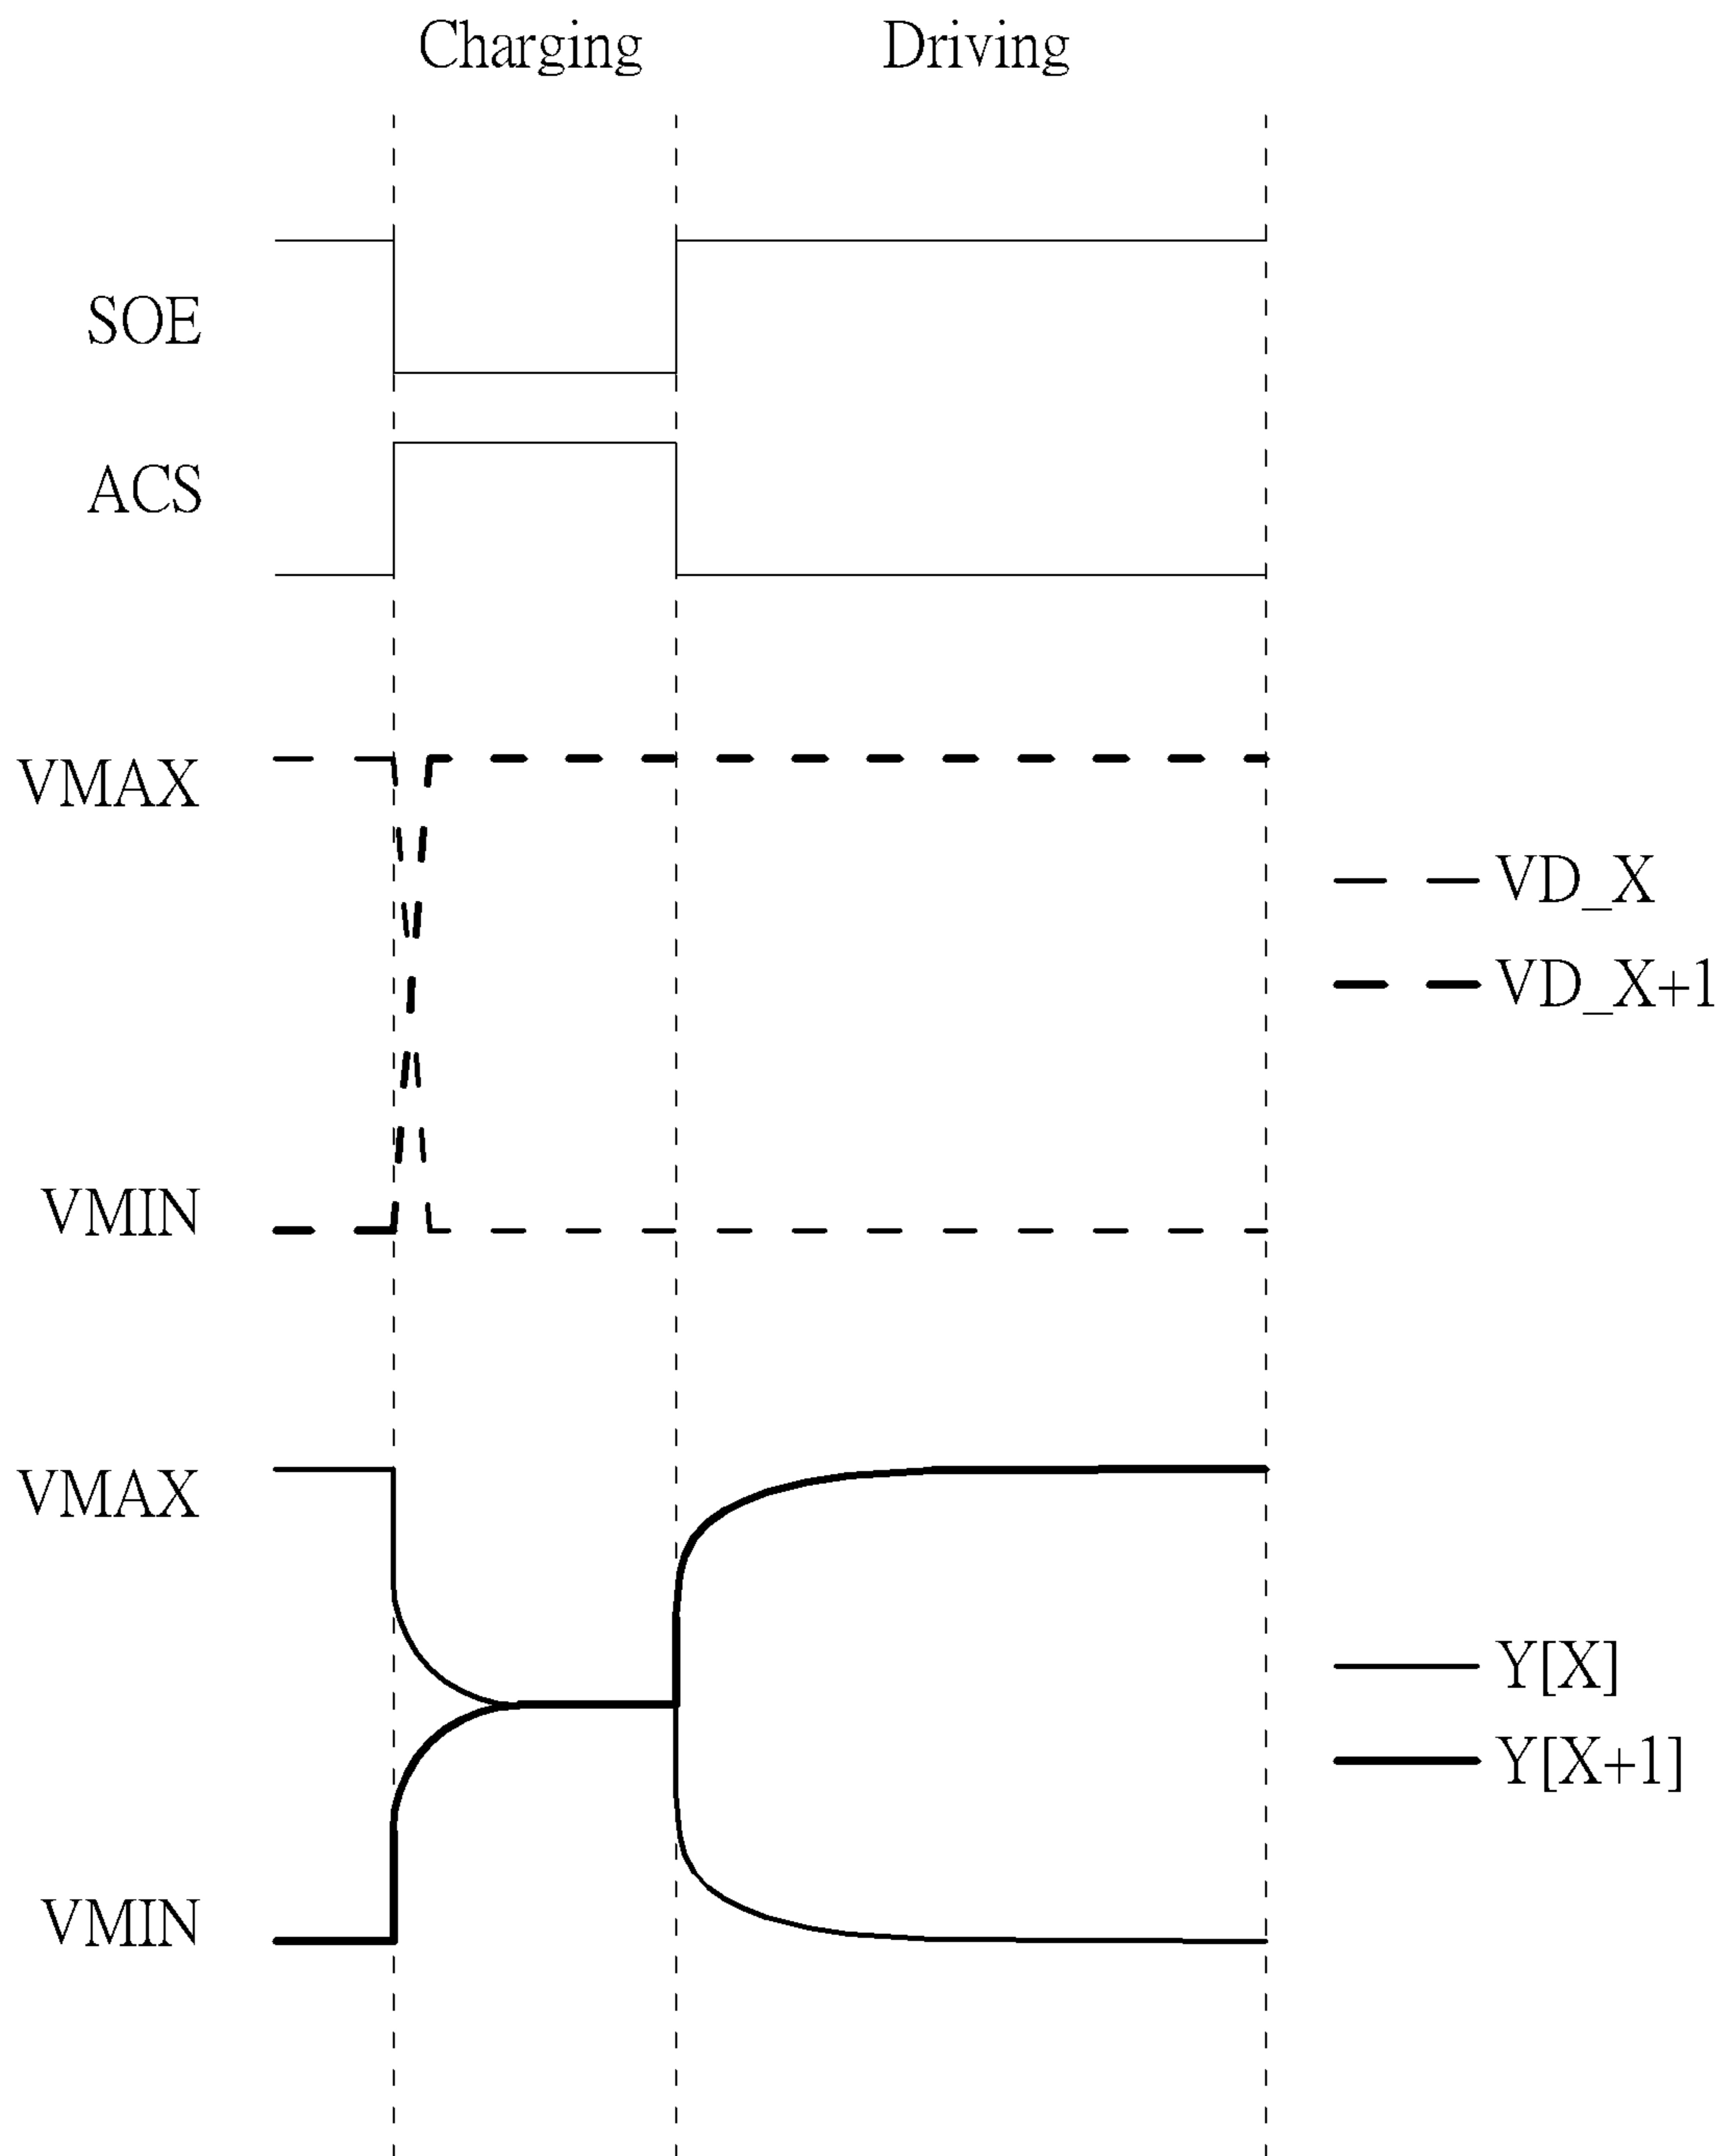 Charging Driving
SOE
ACS
VMAX
VD_X
VD_X+1
VMIN
VMAX
Y[X]
Y[X+1]
VMIN